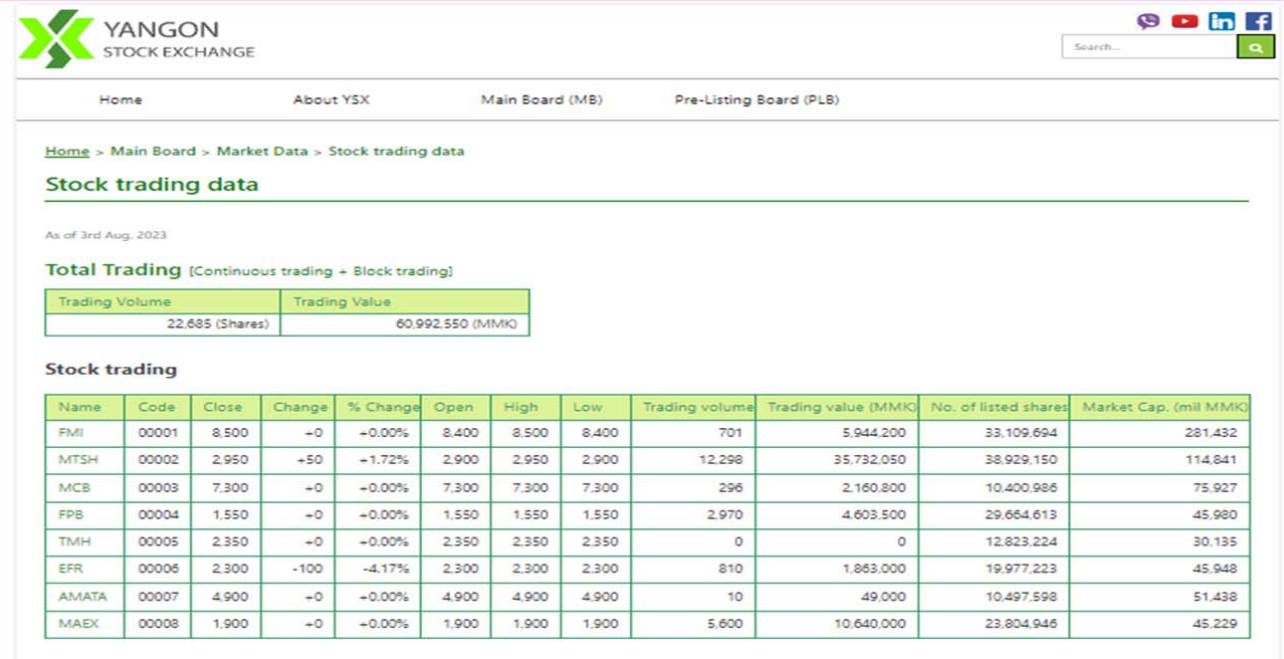 YANGON
STOCK EXCHANGE
Search...
Home About YSX Main Board (MB) Pre-Listing Board (PLB)
Home > Main Board > Market Data > Stock trading data
Stock trading data
As of 3rd Aug, 2023
Total Trading [Continuous trading + Block trading]
Trading Volume Trading Value
22,685 (Shares) 60,992,550 (MMK)
Stock trading
Name Code Close Change % Change Open High Low Trading volume Trading value (MMK) No. of listed shares Market Cap. (mil MMK)
FMI 00001 8,500 +0 +0.00% 8,400 8,500 8,400 701 5,944,200 33,109,694 281,432
MTSH 00002 2,950 +50 +1.72% 2,900 2,950 2,900 12,298 35,732,050 38,929,150 114,841
MCB 00003 7,300 +0 +0.00% 7,300 7,300 7,300 296 2,160,800 10,400,986 75,927
FPB 00004 1,550 +0 +0.00% 1,550 1,550 1,550 2,970 4,603,500 29,664,613 45,980
TMH 00005 2,350 +0 +0.00% 2,350 2,350 2,350 0 0 12,823,224 30,135
EFR 00006 2,300 -100 -4.17% 2,300 2,300 2,300 810 1,863,000 19,977,223 45,948
AMATA 00007 4,900 +0 +0.00% 4,900 4,900 4,900 10 49,000 10,497,598 51,438
MAEX 00008 1,900 +0 +0.00% 1,900 1,900 1,900 5,600 10,640,000 23,804,946 45,229